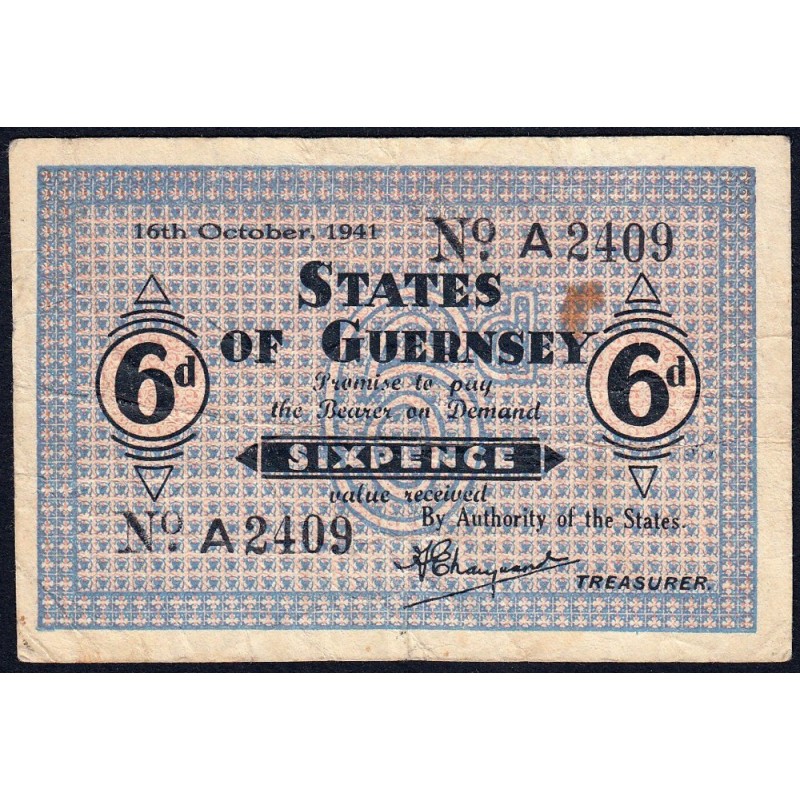 16th October, 1941 No A 2409
STATES
OF GUERNSEY
6d 6d
Promise to pay
the Bearer on Demand
SIXPENCE
value received
By Authority of the States.
No A 2409
TREASURER.